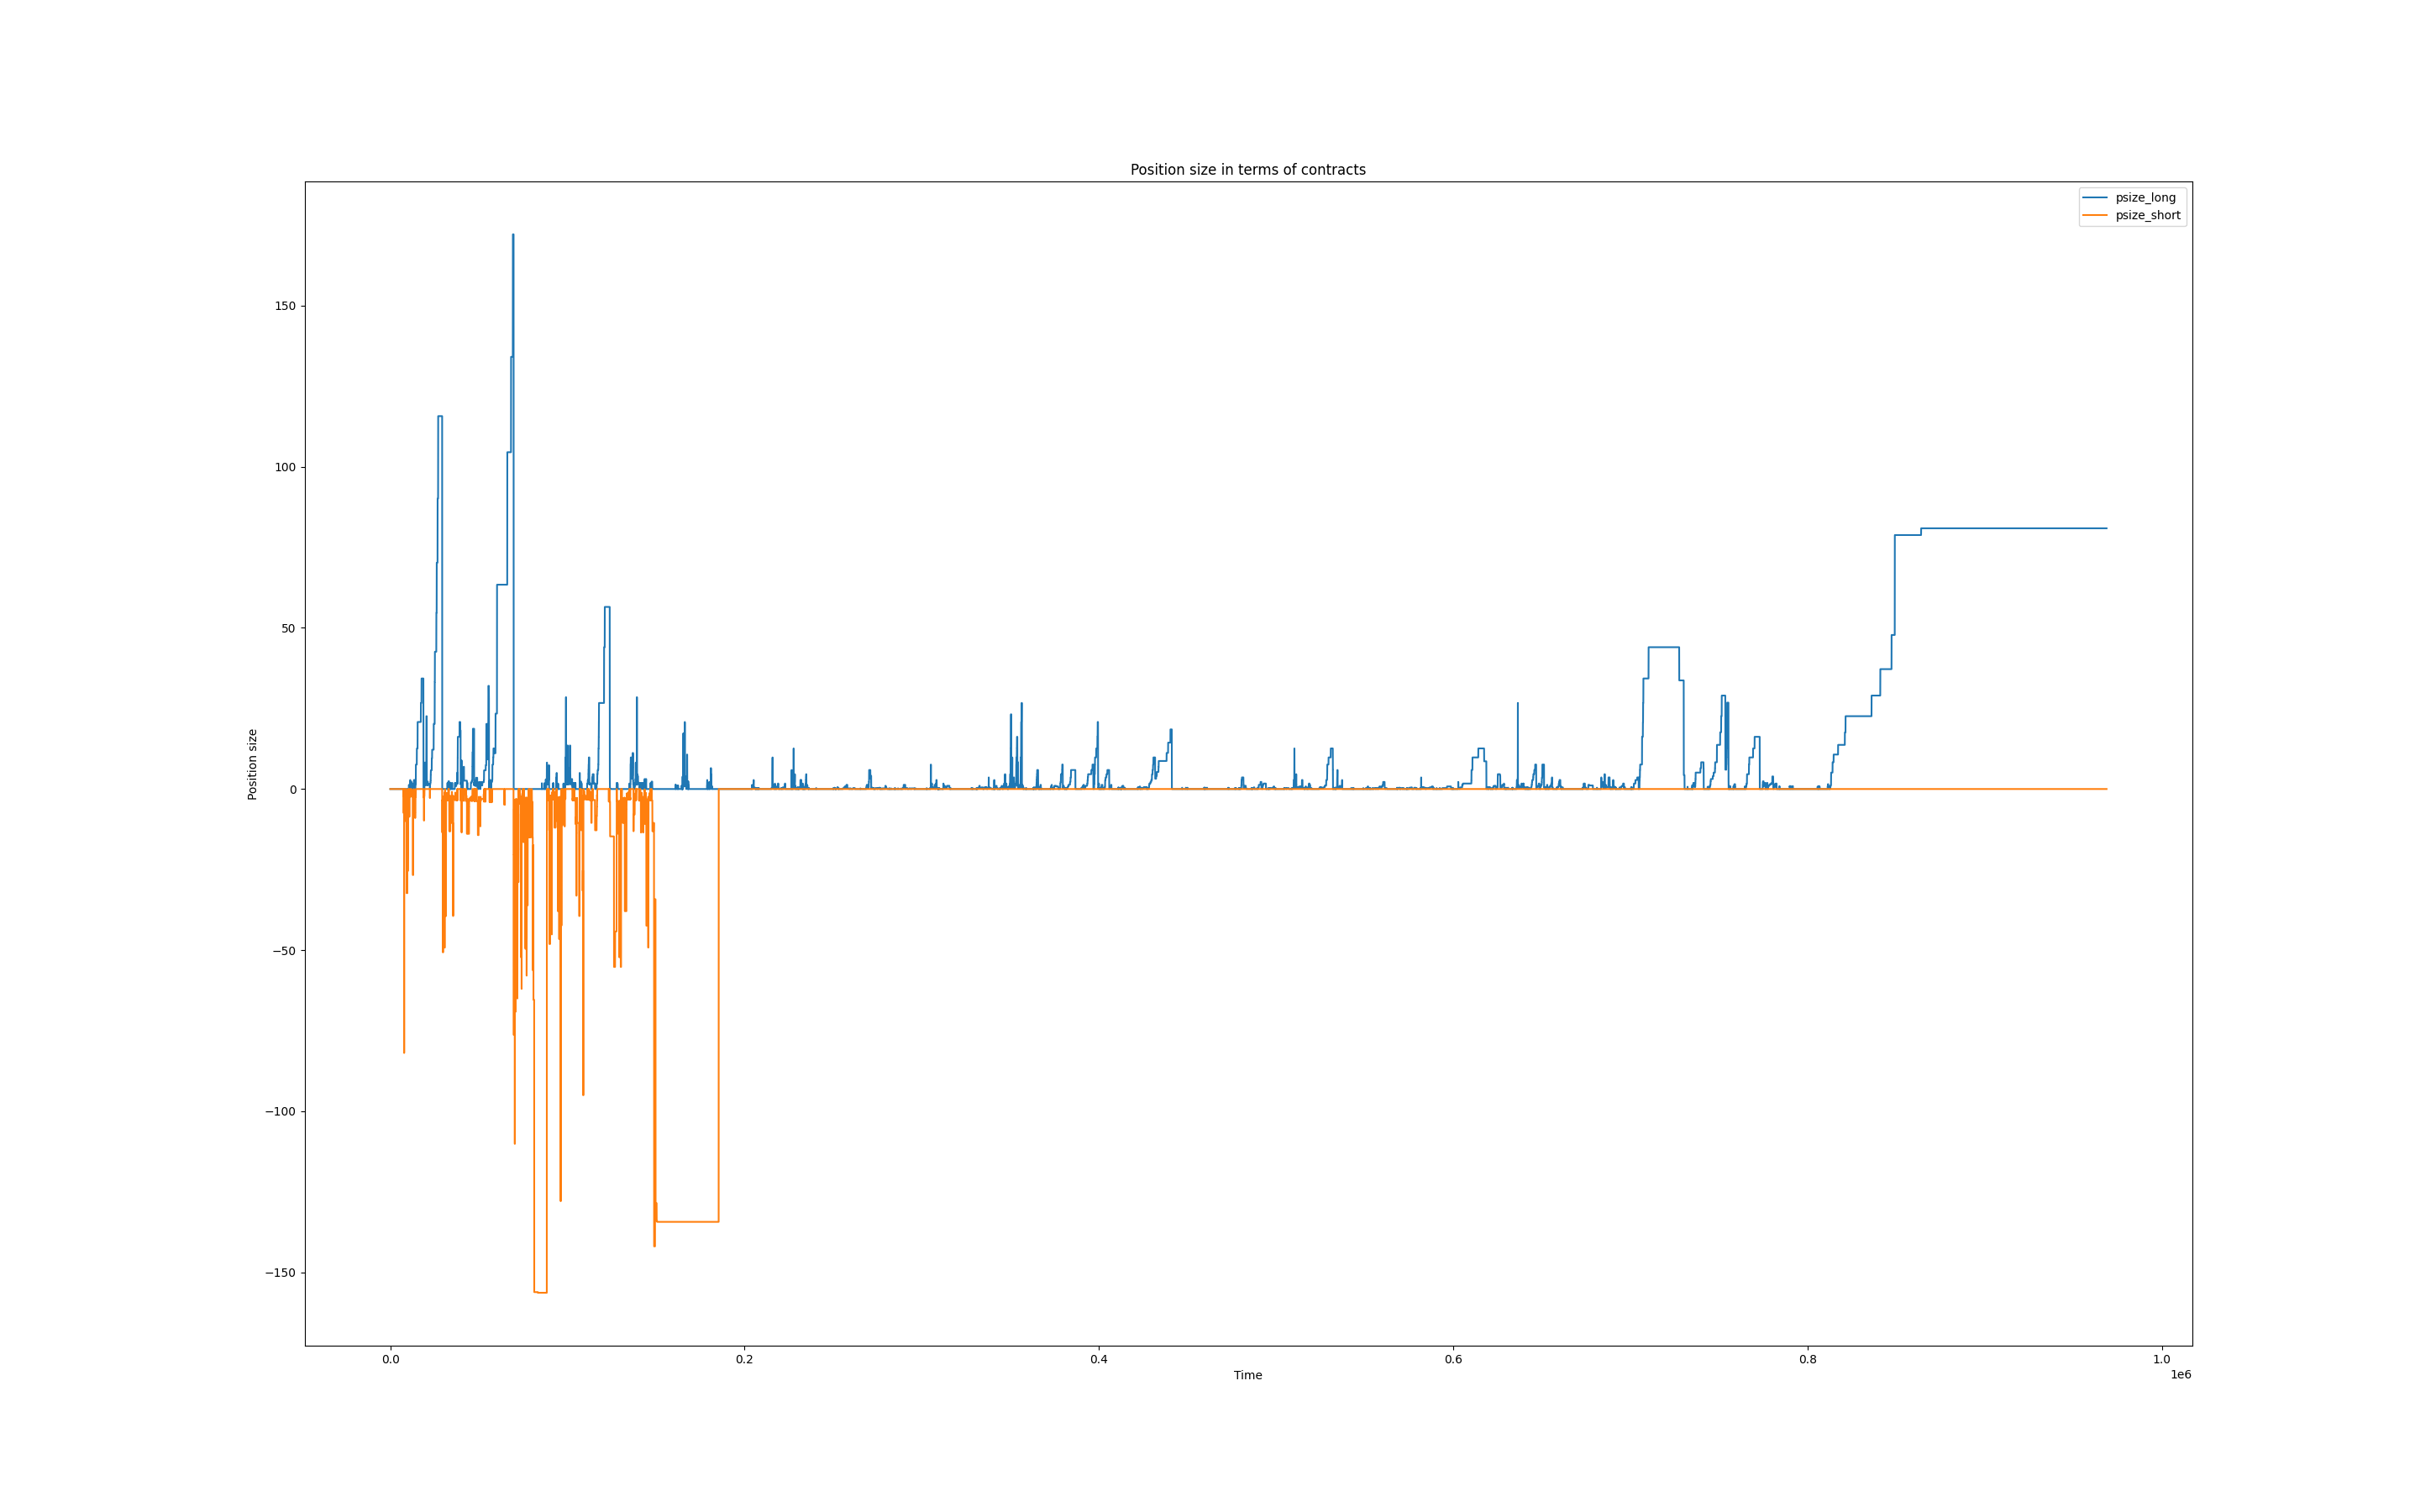 Position size in terms of contracts
psize_long
psize_short
Position size
150
100
50
0
−50
−100
−150
0.0
0.2
0.4
0.6
0.8
1.0
1e6
Time